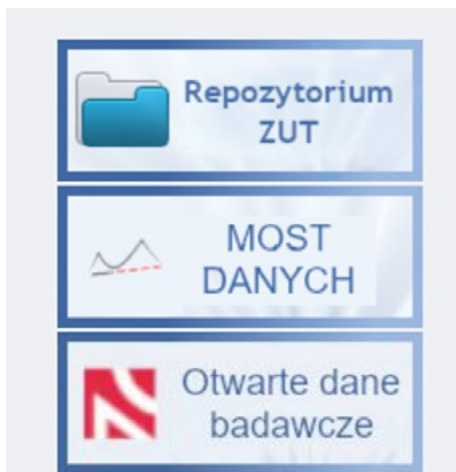 Repozytorium
ZUT
MOST
DANYCH
Otwarte dane
badawcze